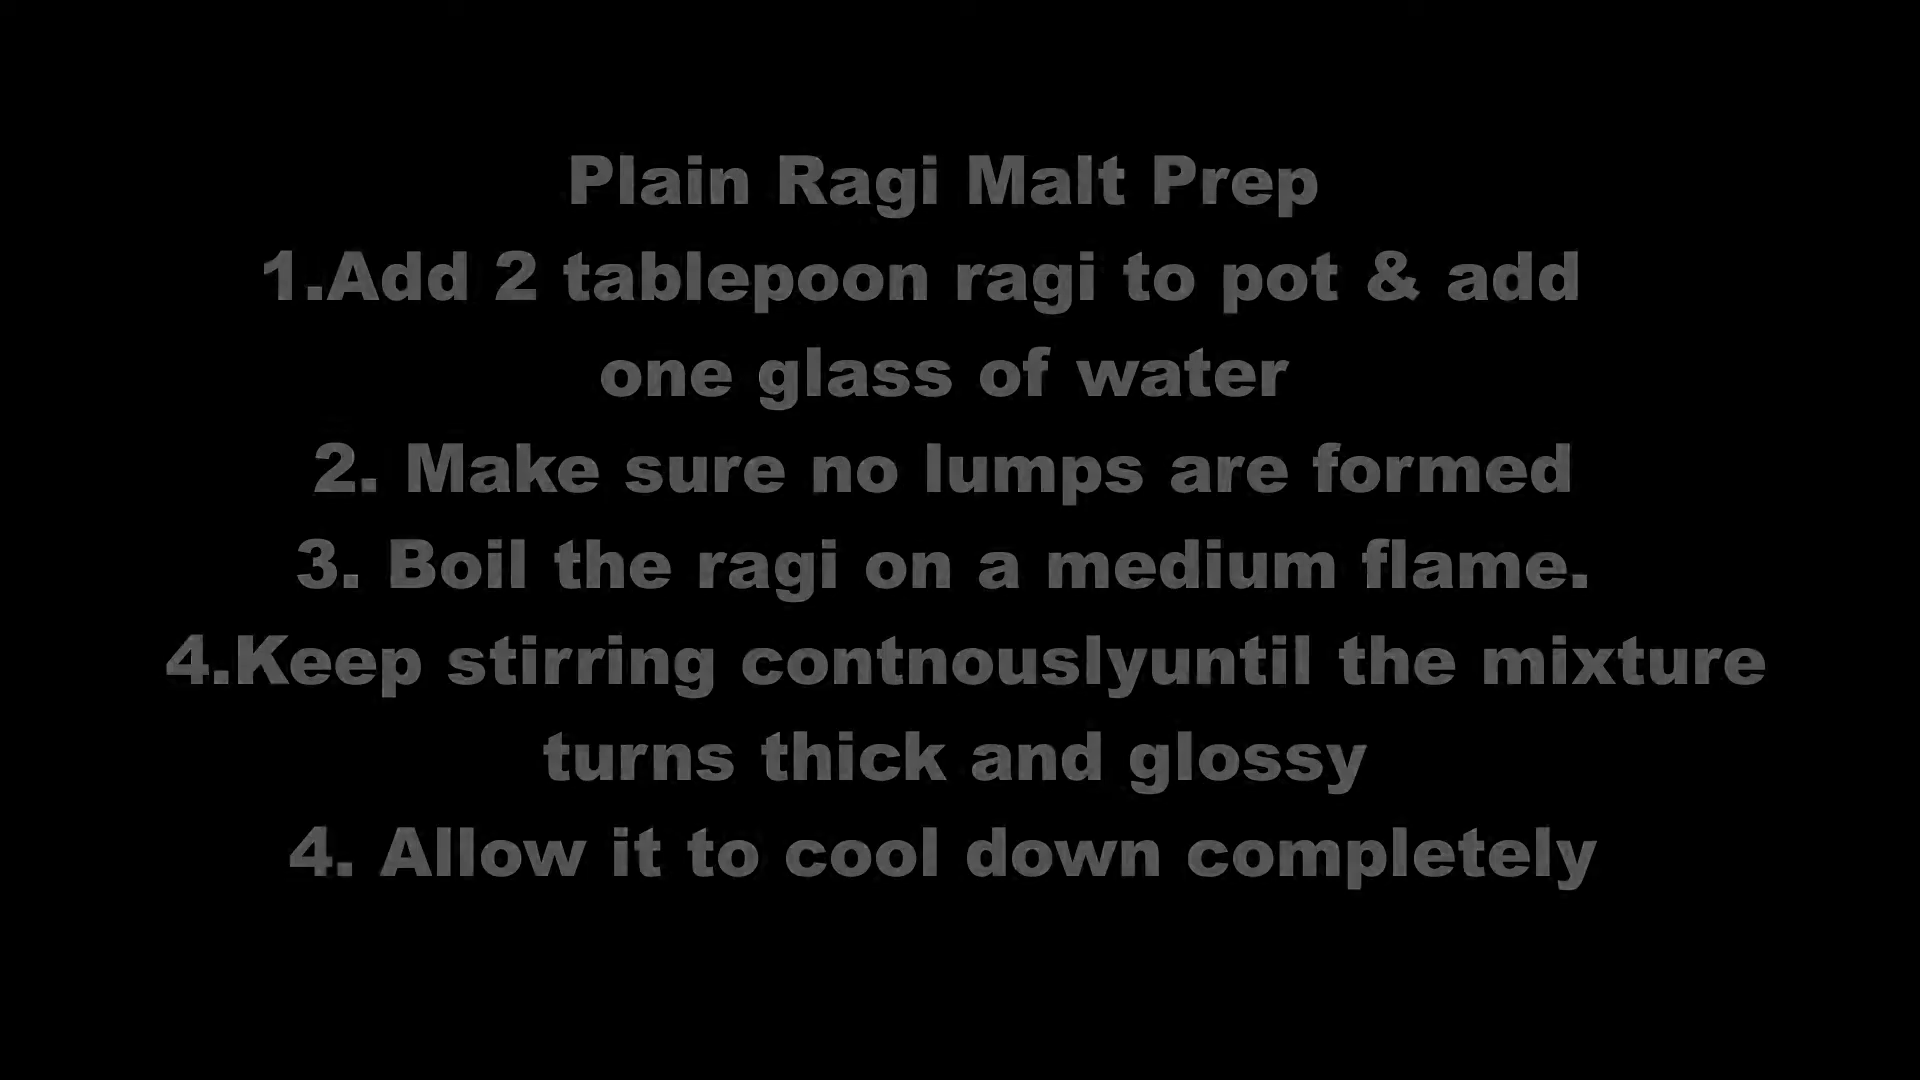 Plain Ragi Malt Prep
1.Add 2 tablepoon ragi to pot & add
one glass of water
2. Make sure no lumps are formed
3. Boil the ragi on a medium flame.
4.Keep stirring contnouslyuntil the mixture
turns thick and glossy
4. Allow it to cool down completely